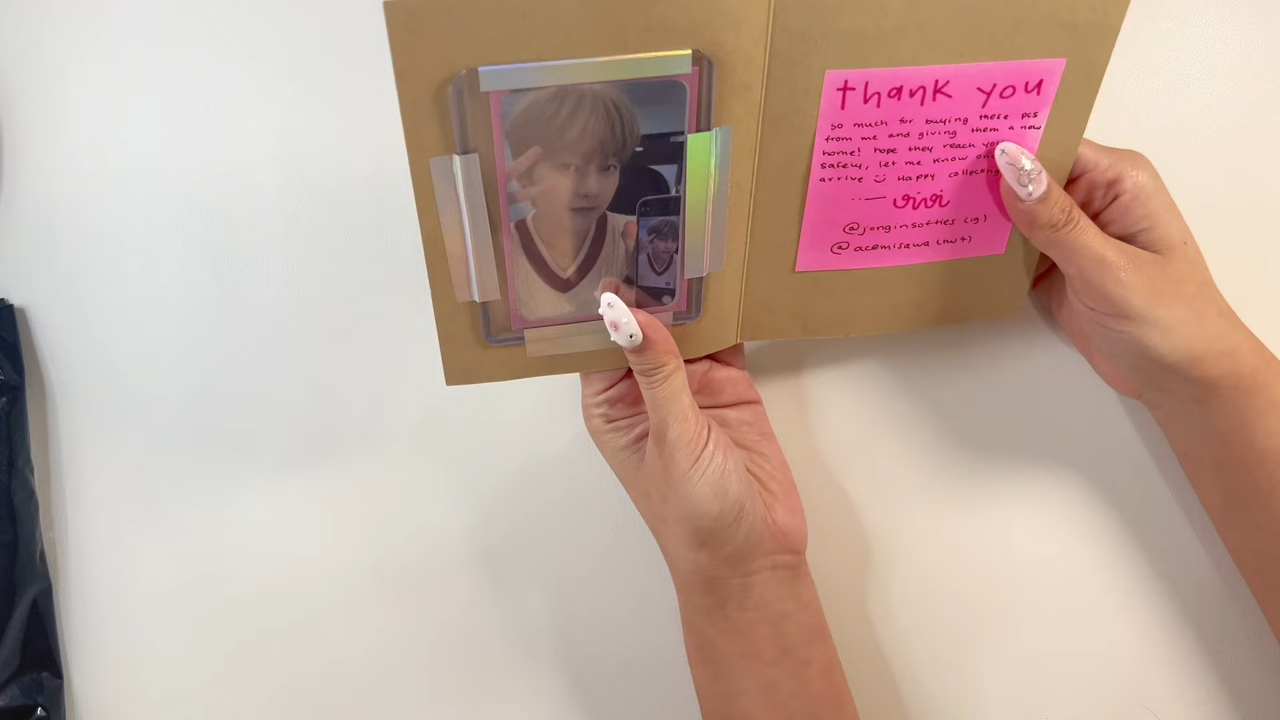 thank you
so much for buying these pcs
from me and giving them a new
home! hope they reach you
safely, let me know
arrive Happy collecting
vivi
@jonginsofties (ig)
@acemisawa (twt)